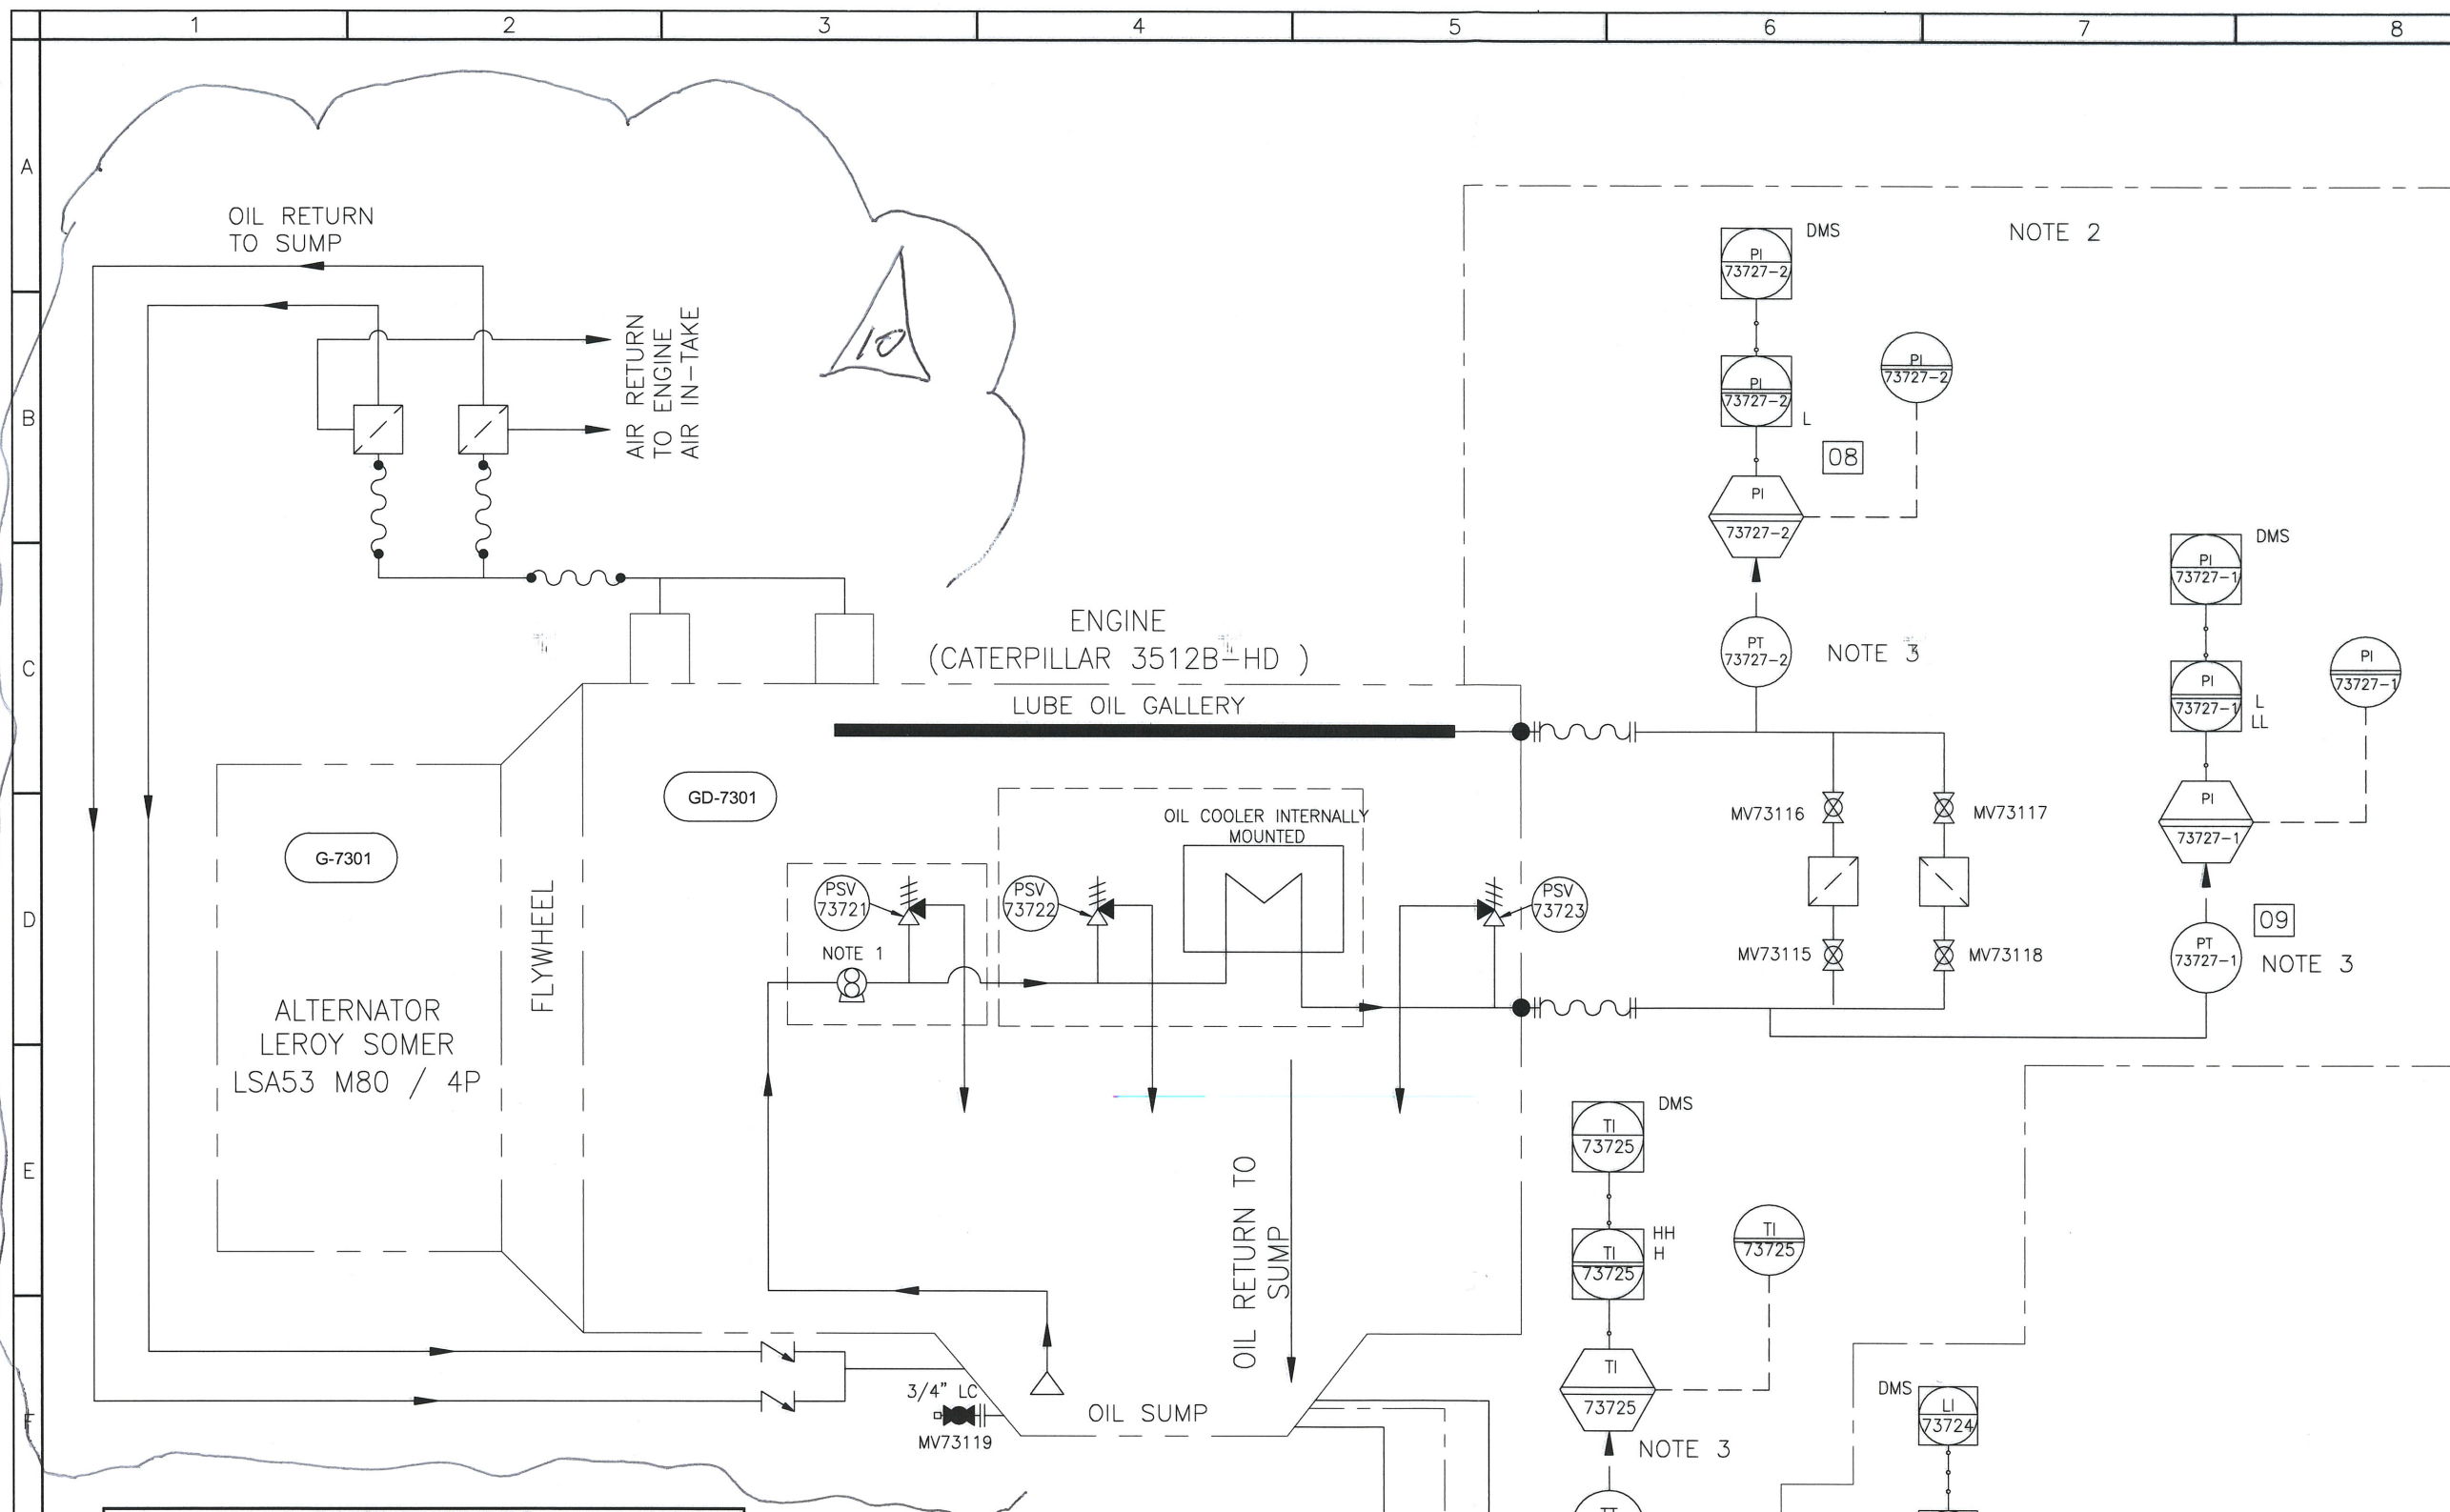 1
2
3
4
5
6
7
8
A
B
C
D
E
F
OIL RETURN
TO SUMP
AIR RETURN
TO ENGINE
AIR IN-TAKE
10
NOTE 2
PI
73727-2
DMS
PI
73727-2
L
PI
73727-2
08
PI
73727-2
PT
73727-2
NOTE 3
PI
73727-1
DMS
PI
73727-1
L
LL
PI
73727-1
PI
73727-1
09
PT
73727-1
NOTE 3
ENGINE
(CATERPILLAR 3512B-HD )
LUBE OIL GALLERY
GD-7301
G-7301
FLYWHEEL
ALTERNATOR
LEROY SOMER
LSA53 M80 / 4P
OIL COOLER INTERNALLY
MOUNTED
PSV
73721
NOTE 1
PSV
73722
PSV
73723
MV73116
MV73117
MV73115
MV73118
OIL RETURN TO
SUMP
TI
73725
DMS
TI
73725
HH
H
TI
73725
TI
73725
NOTE 3
DMS
LI
73724
3/4" LC
MV73119
OIL SUMP